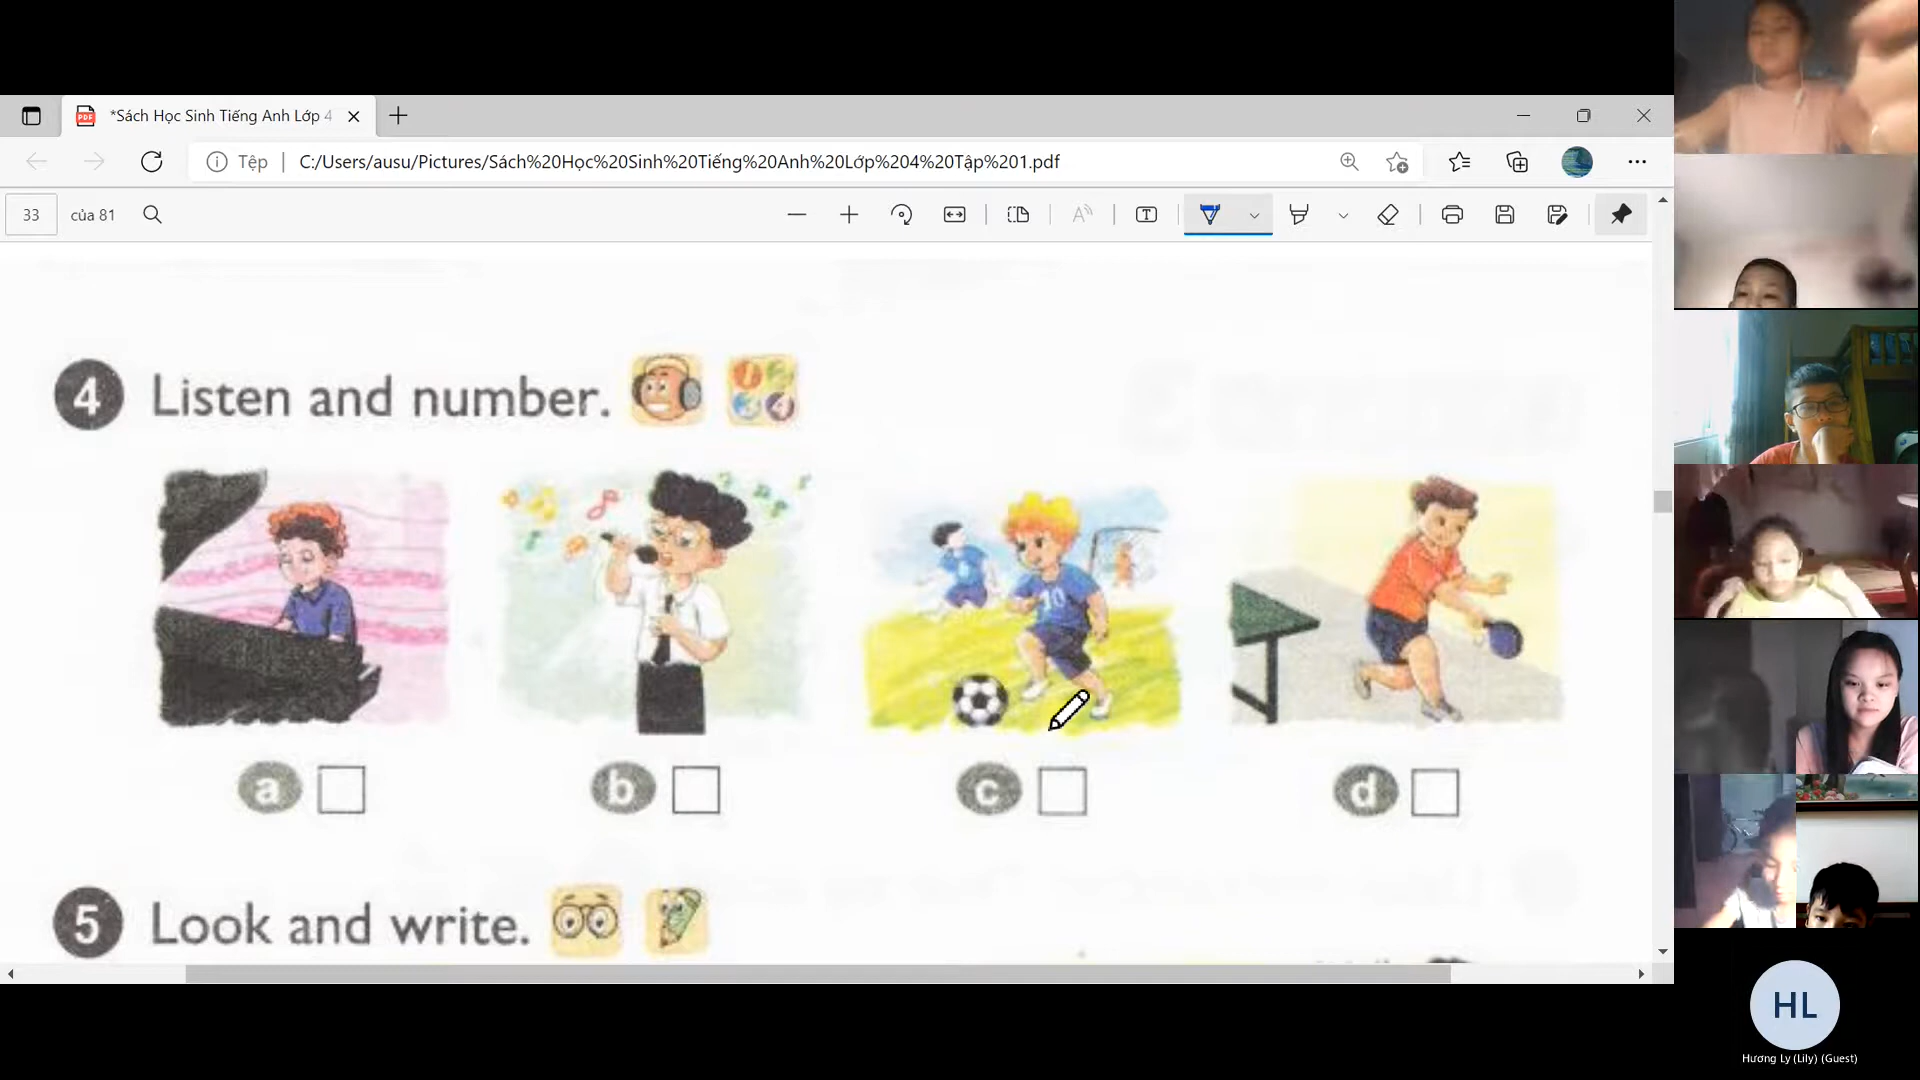 *Sách Học Sinh Tiếng Anh Lớp 4
Tệp
C:/Users/ausu/Pictures/Sách%20Học%20Sinh%20Tiếng%20Anh%20Lớp%204%20Tập%201.pdf
33 của 81
4 Listen and number.
10
a b c d
5 Look and write.
HL
Hương Ly (Lily) (Guest)